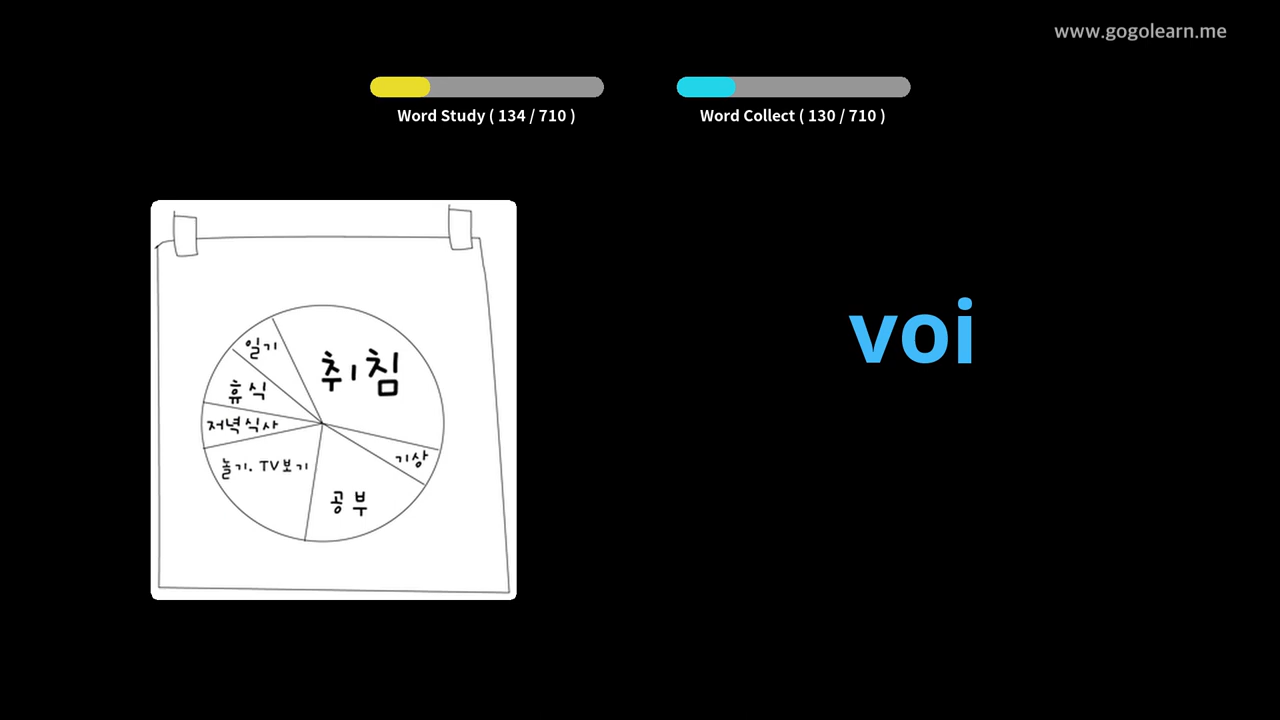 www.gogolearn.me
Word Study ( 134 / 710 )
Word Collect ( 130 / 710 )
일기
취침
휴식
저녁식사
기상
놀기. TV보기
공부
voi